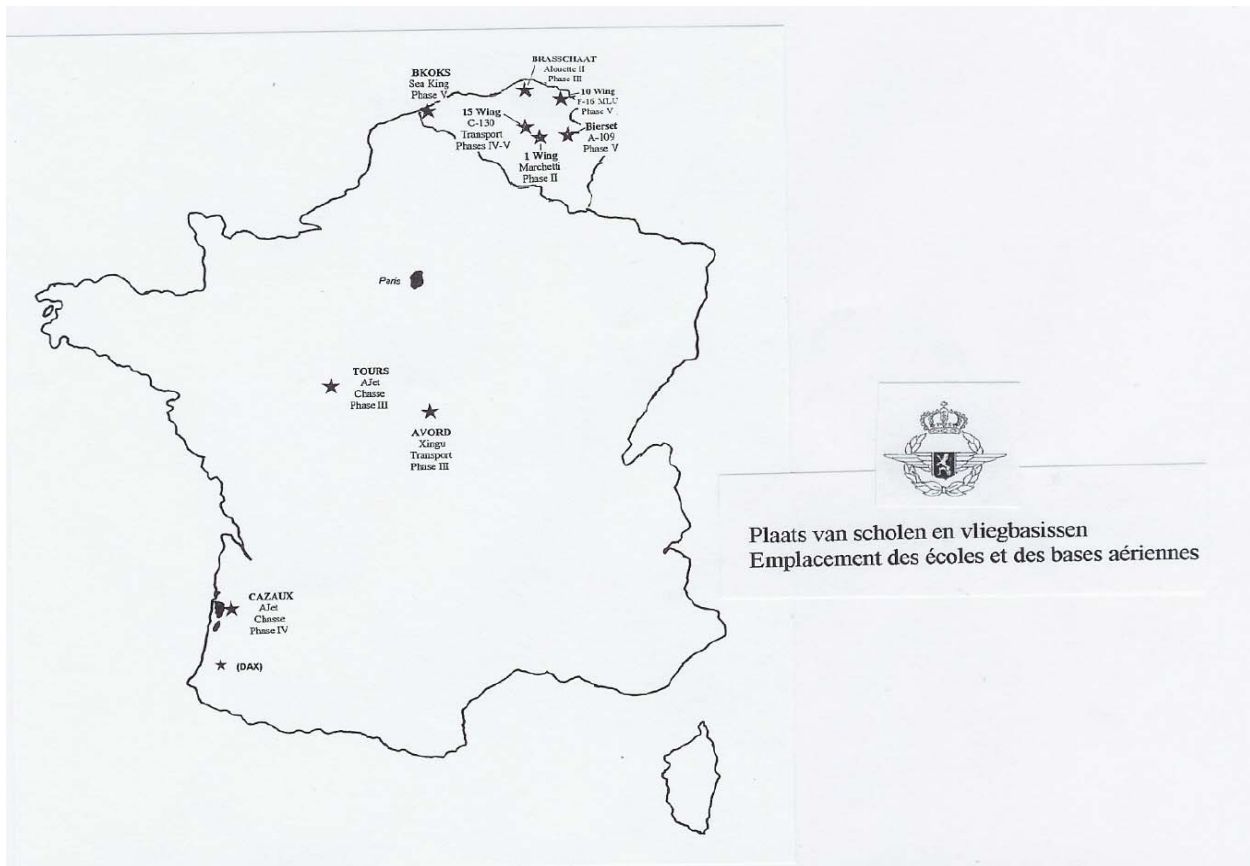 BRASSCHAAT
Alouette II
Phase III
BKOKS
Sea King
Phase V
10 Wing
F-16 MLU
Phase V
15 Wing
C-130
Transport
Phases IV-V
Bierset
A-109
Phase V
1 Wing
Marchetti
Phase II
Paris
TOURS
AJet
Chasse
Phase III
AVORD
Xingu
Transport
Phase III
Plaats van scholen en vliegbasissen
Emplacement des écoles et des bases aériennes
CAZAUX
AJet
Chasse
Phase IV
(DAX)